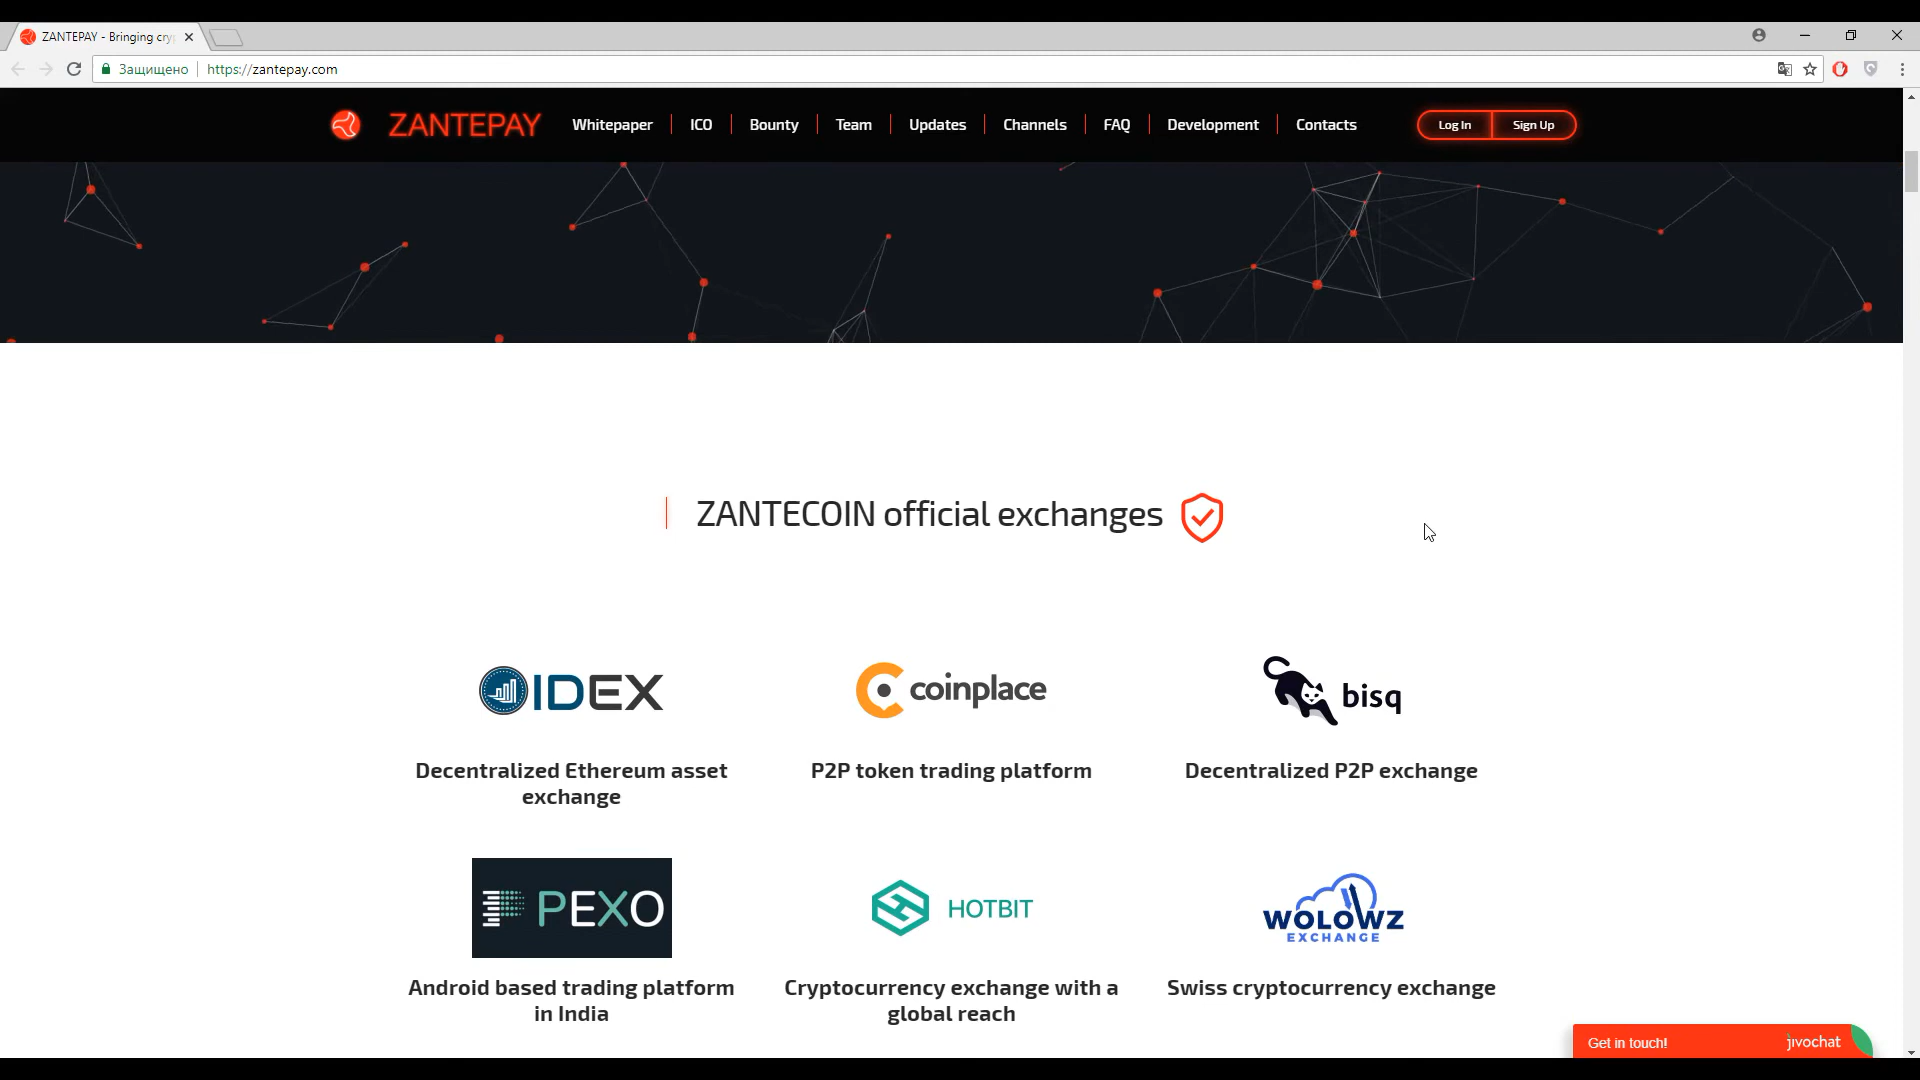 ZANTEPAY - Bringing cry
Защищено https://zantepay.com
ZANTEPAY Whitepaper ICO Bounty Team Updates Channels FAQ Development Contacts Log In Sign Up
ZANTECOIN official exchanges
IDEX coinplace bisq
Decentralized Ethereum asset
exchange
P2P token trading platform
Decentralized P2P exchange
PEXO HOTBIT WOLOWZ
EXCHANGE
Android based trading platform
in India
Cryptocurrency exchange with a
global reach
Swiss cryptocurrency exchange
Get in touch! jivochat